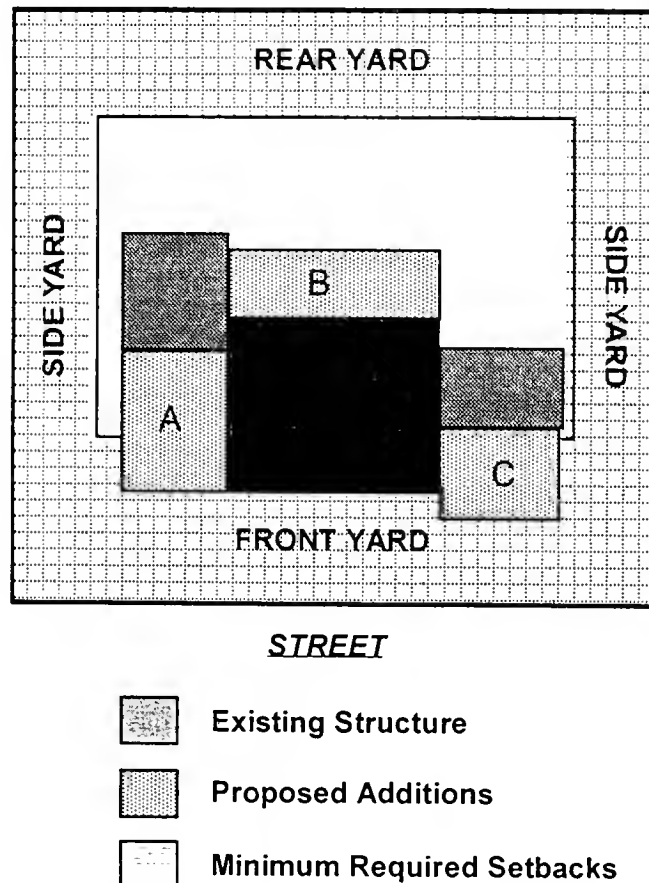 REAR YARD
SIDE YARD
SIDE YARD
B
A
C
FRONT YARD
STREET
Existing Structure
Proposed Additions
Minimum Required Setbacks